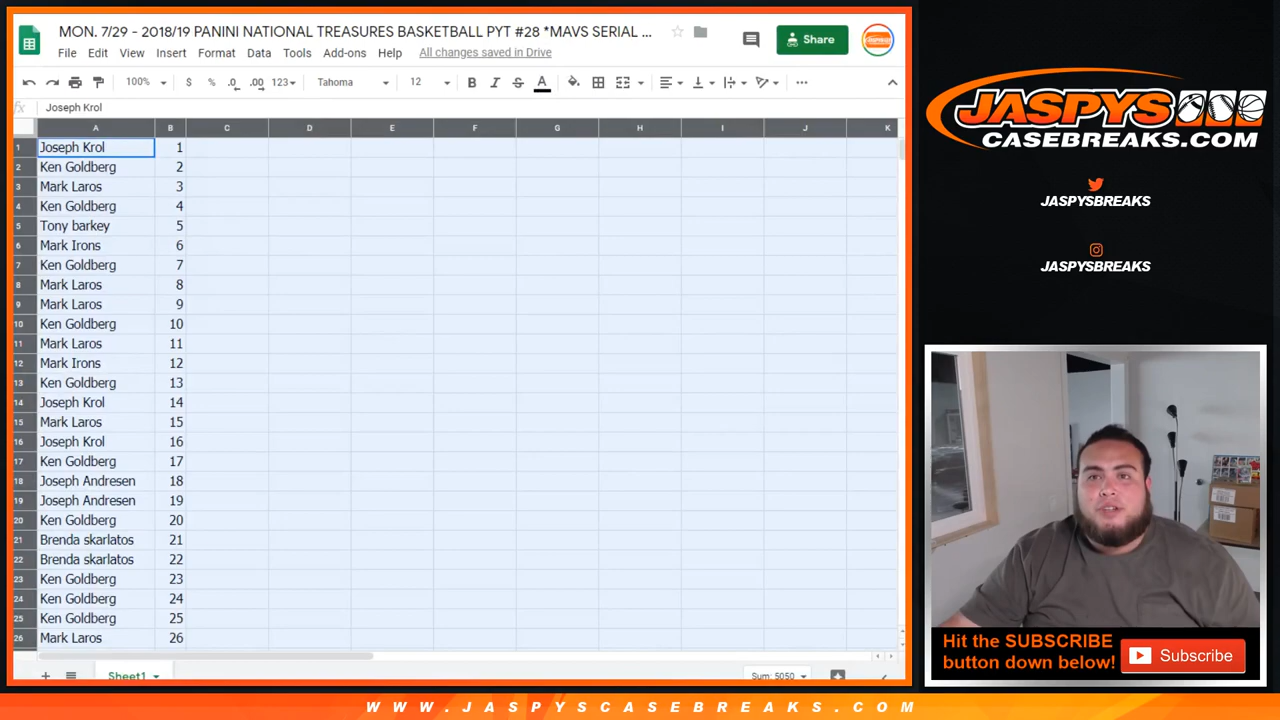 MON. 7/29 - 2018/19 PANINI NATIONAL TREASURES BASKETBALL PYT #28 *MAVS SERIAL ...
File Edit View Insert Format Data Tools Add-ons Help All changes saved in Drive
Share
100% $ % .0 .00 123 Tahoma 12 B I S A
fx Joseph Krol
A B C D E F G H I J K
1 Joseph Krol 1
2 Ken Goldberg 2
3 Mark Laros 3
4 Ken Goldberg 4
5 Tony barkey 5
6 Mark Irons 6
7 Ken Goldberg 7
8 Mark Laros 8
9 Mark Laros 9
10 Ken Goldberg 10
11 Mark Laros 11
12 Mark Irons 12
13 Ken Goldberg 13
14 Joseph Krol 14
15 Mark Laros 15
16 Joseph Krol 16
17 Ken Goldberg 17
18 Joseph Andresen 18
19 Joseph Andresen 19
20 Ken Goldberg 20
21 Brenda skarlatos 21
22 Brenda skarlatos 22
23 Ken Goldberg 23
24 Ken Goldberg 24
25 Ken Goldberg 25
26 Mark Laros 26
Sheet1
Sum: 5050
JASPYS
CASEBREAKS.COM
JASPYSBREAKS
JASPYSBREAKS
Hit the SUBSCRIBE
button down below!
Subscribe
WWW.JASPYSCASEBREAKS.COM